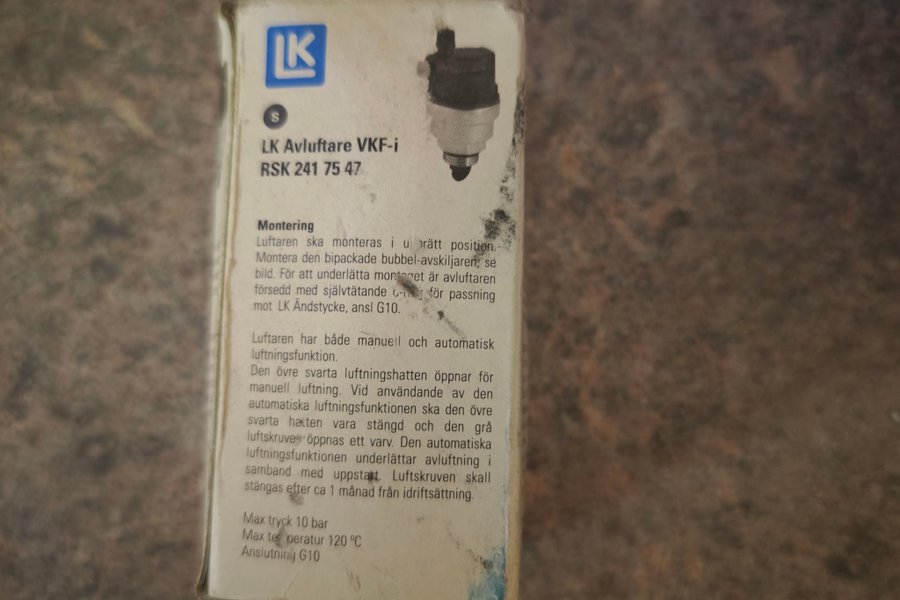 LK
S
LK Avluftare VKF-i
RSK 241 75 47
Montering
Luftaren ska monteras i upprätt position.
Montera den bipackade bubbel-avskiljaren, se
bild. För att underlätta montaget är avluftaren
försedd med självtätande o-ring för passning
mot LK Ändstycke, ansl G10.
Luftaren har både manuell och automatisk
luftningsfunktion.
Den övre svarta luftningshatten öppnar för
manuell luftning. Vid användande av den
automatiska luftningsfunktionen ska den övre
svarta hatten vara stängd och den grå
luftskruven öppnas ett varv. Den automatiska
luftningsfunktionen underlättar avluftning i
samband med uppstart. Luftskruven skall
stängas efter ca 1 månad från idriftsättning.
Max tryck 10 bar
Max temperatur 120 ºC
Anslutning G10